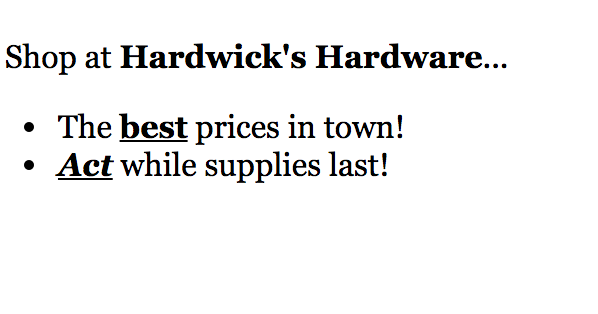 Shop at Hardwick's Hardware...
• The best prices in town!
• Act while supplies last!